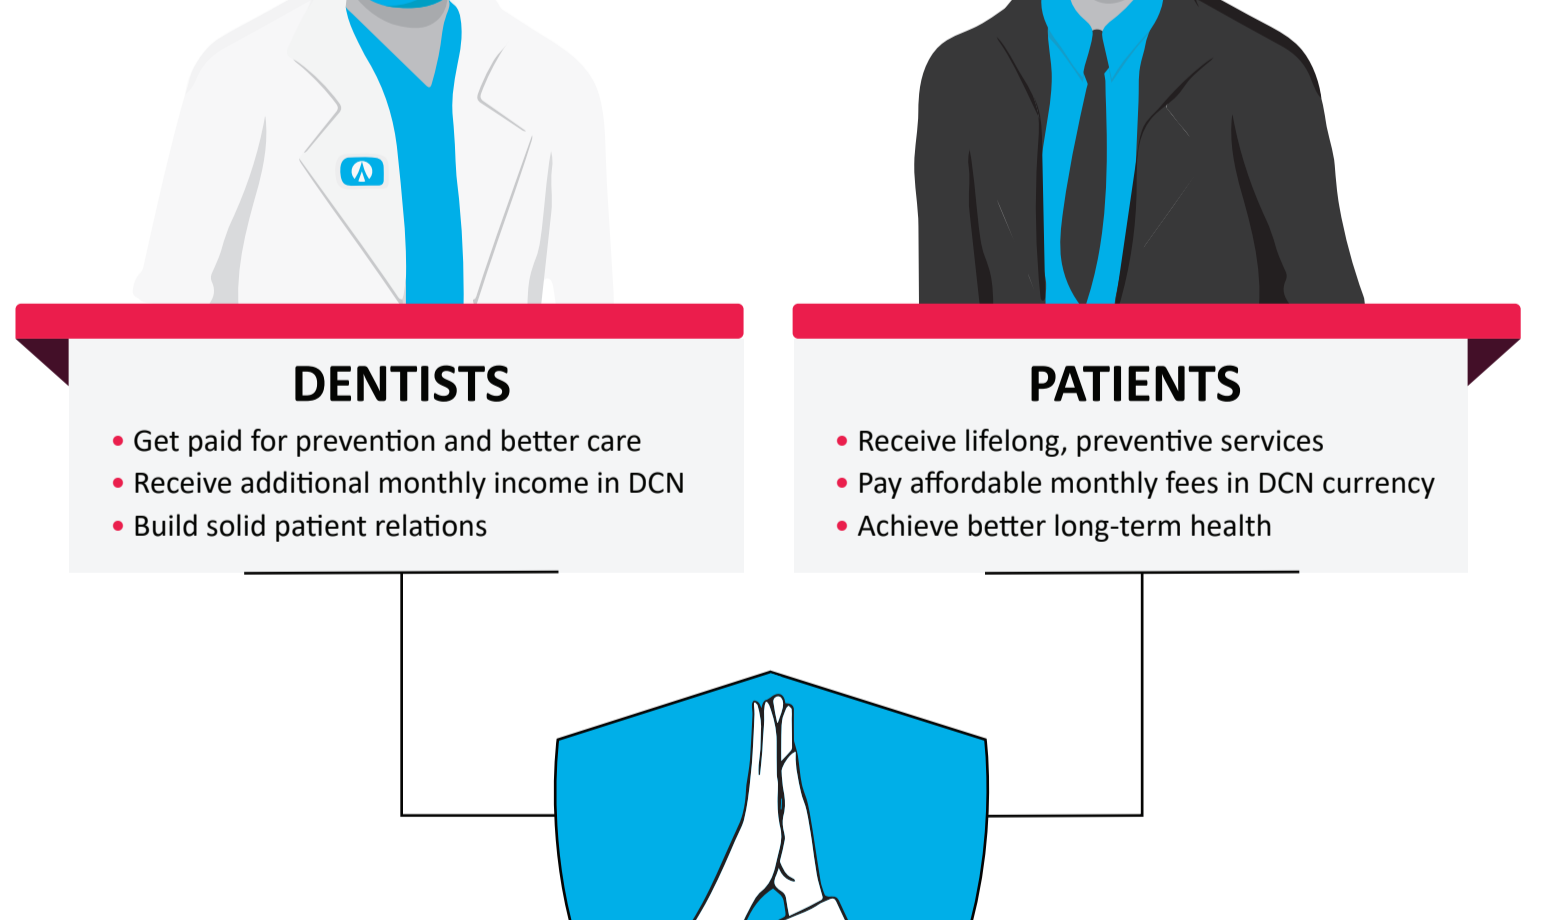 DENTISTS
• Get paid for prevention and better care
• Receive additional monthly income in DCN
• Build solid patient relations
PATIENTS
• Receive lifelong, preventive services
• Pay affordable monthly fees in DCN currency
• Achieve better long-term health